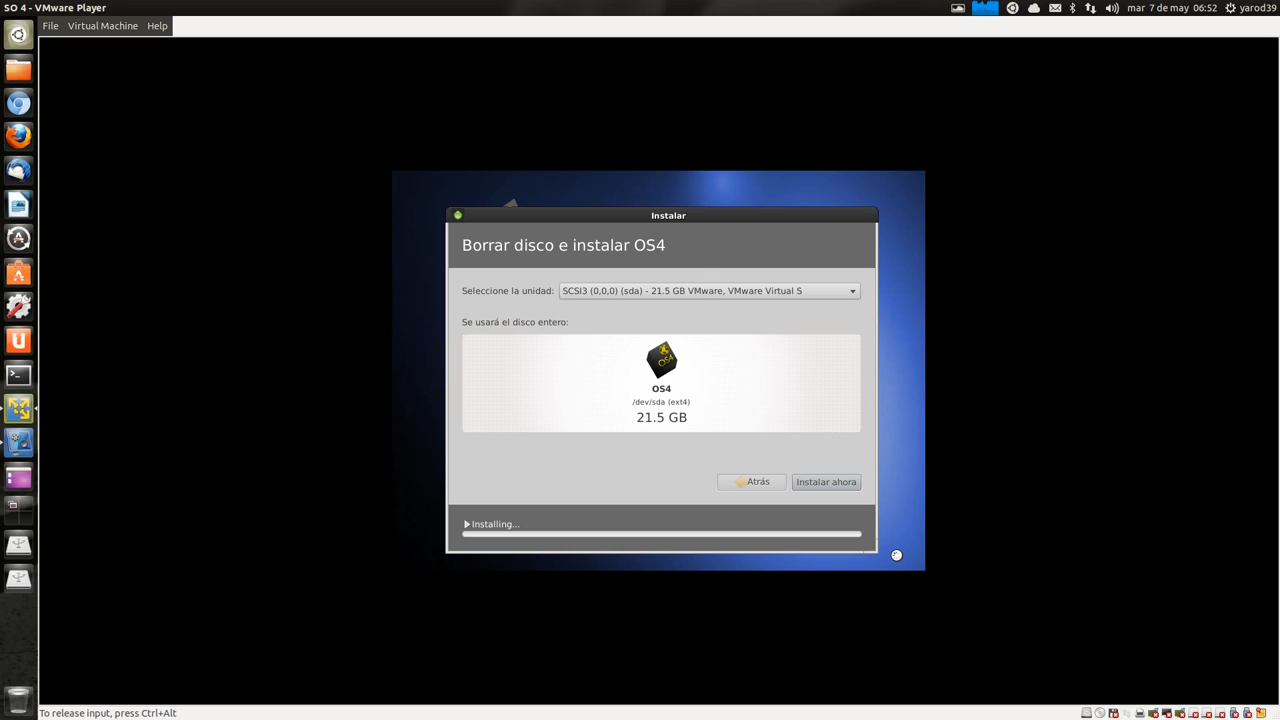 SO 4 - VMware Player
mar 7 de may 06:52 yarod39
File Virtual Machine Help
Instalar
Borrar disco e instalar OS4
Seleccione la unidad: SCSI3 (0,0,0) (sda) - 21.5 GB VMware, VMware Virtual S
Se usará el disco entero:
OS4
OS4
/dev/sda (ext4)
21.5 GB
Atrás Instalar ahora
Installing...
To release input, press Ctrl+Alt